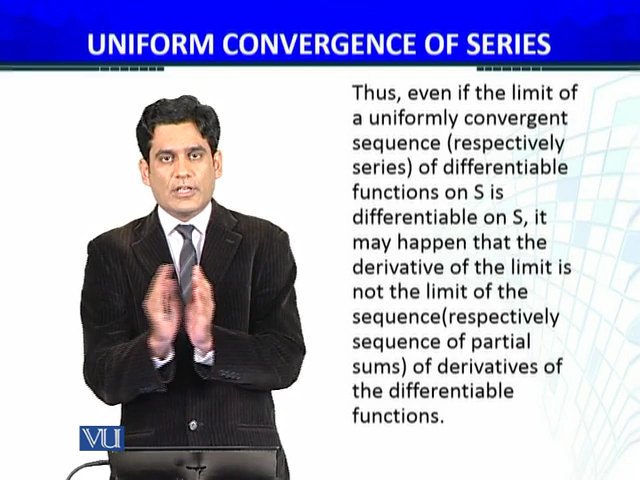 UNIFORM CONVERGENCE OF SERIES
Thus, even if the limit of
a uniformly convergent
sequence (respectively
series) of differentiable
functions on S is
differentiable on S, it
may happen that the
derivative of the limit is
not the limit of the
sequence(respectively
sequence of partial
sums) of derivatives of
the differentiable
functions.
VU